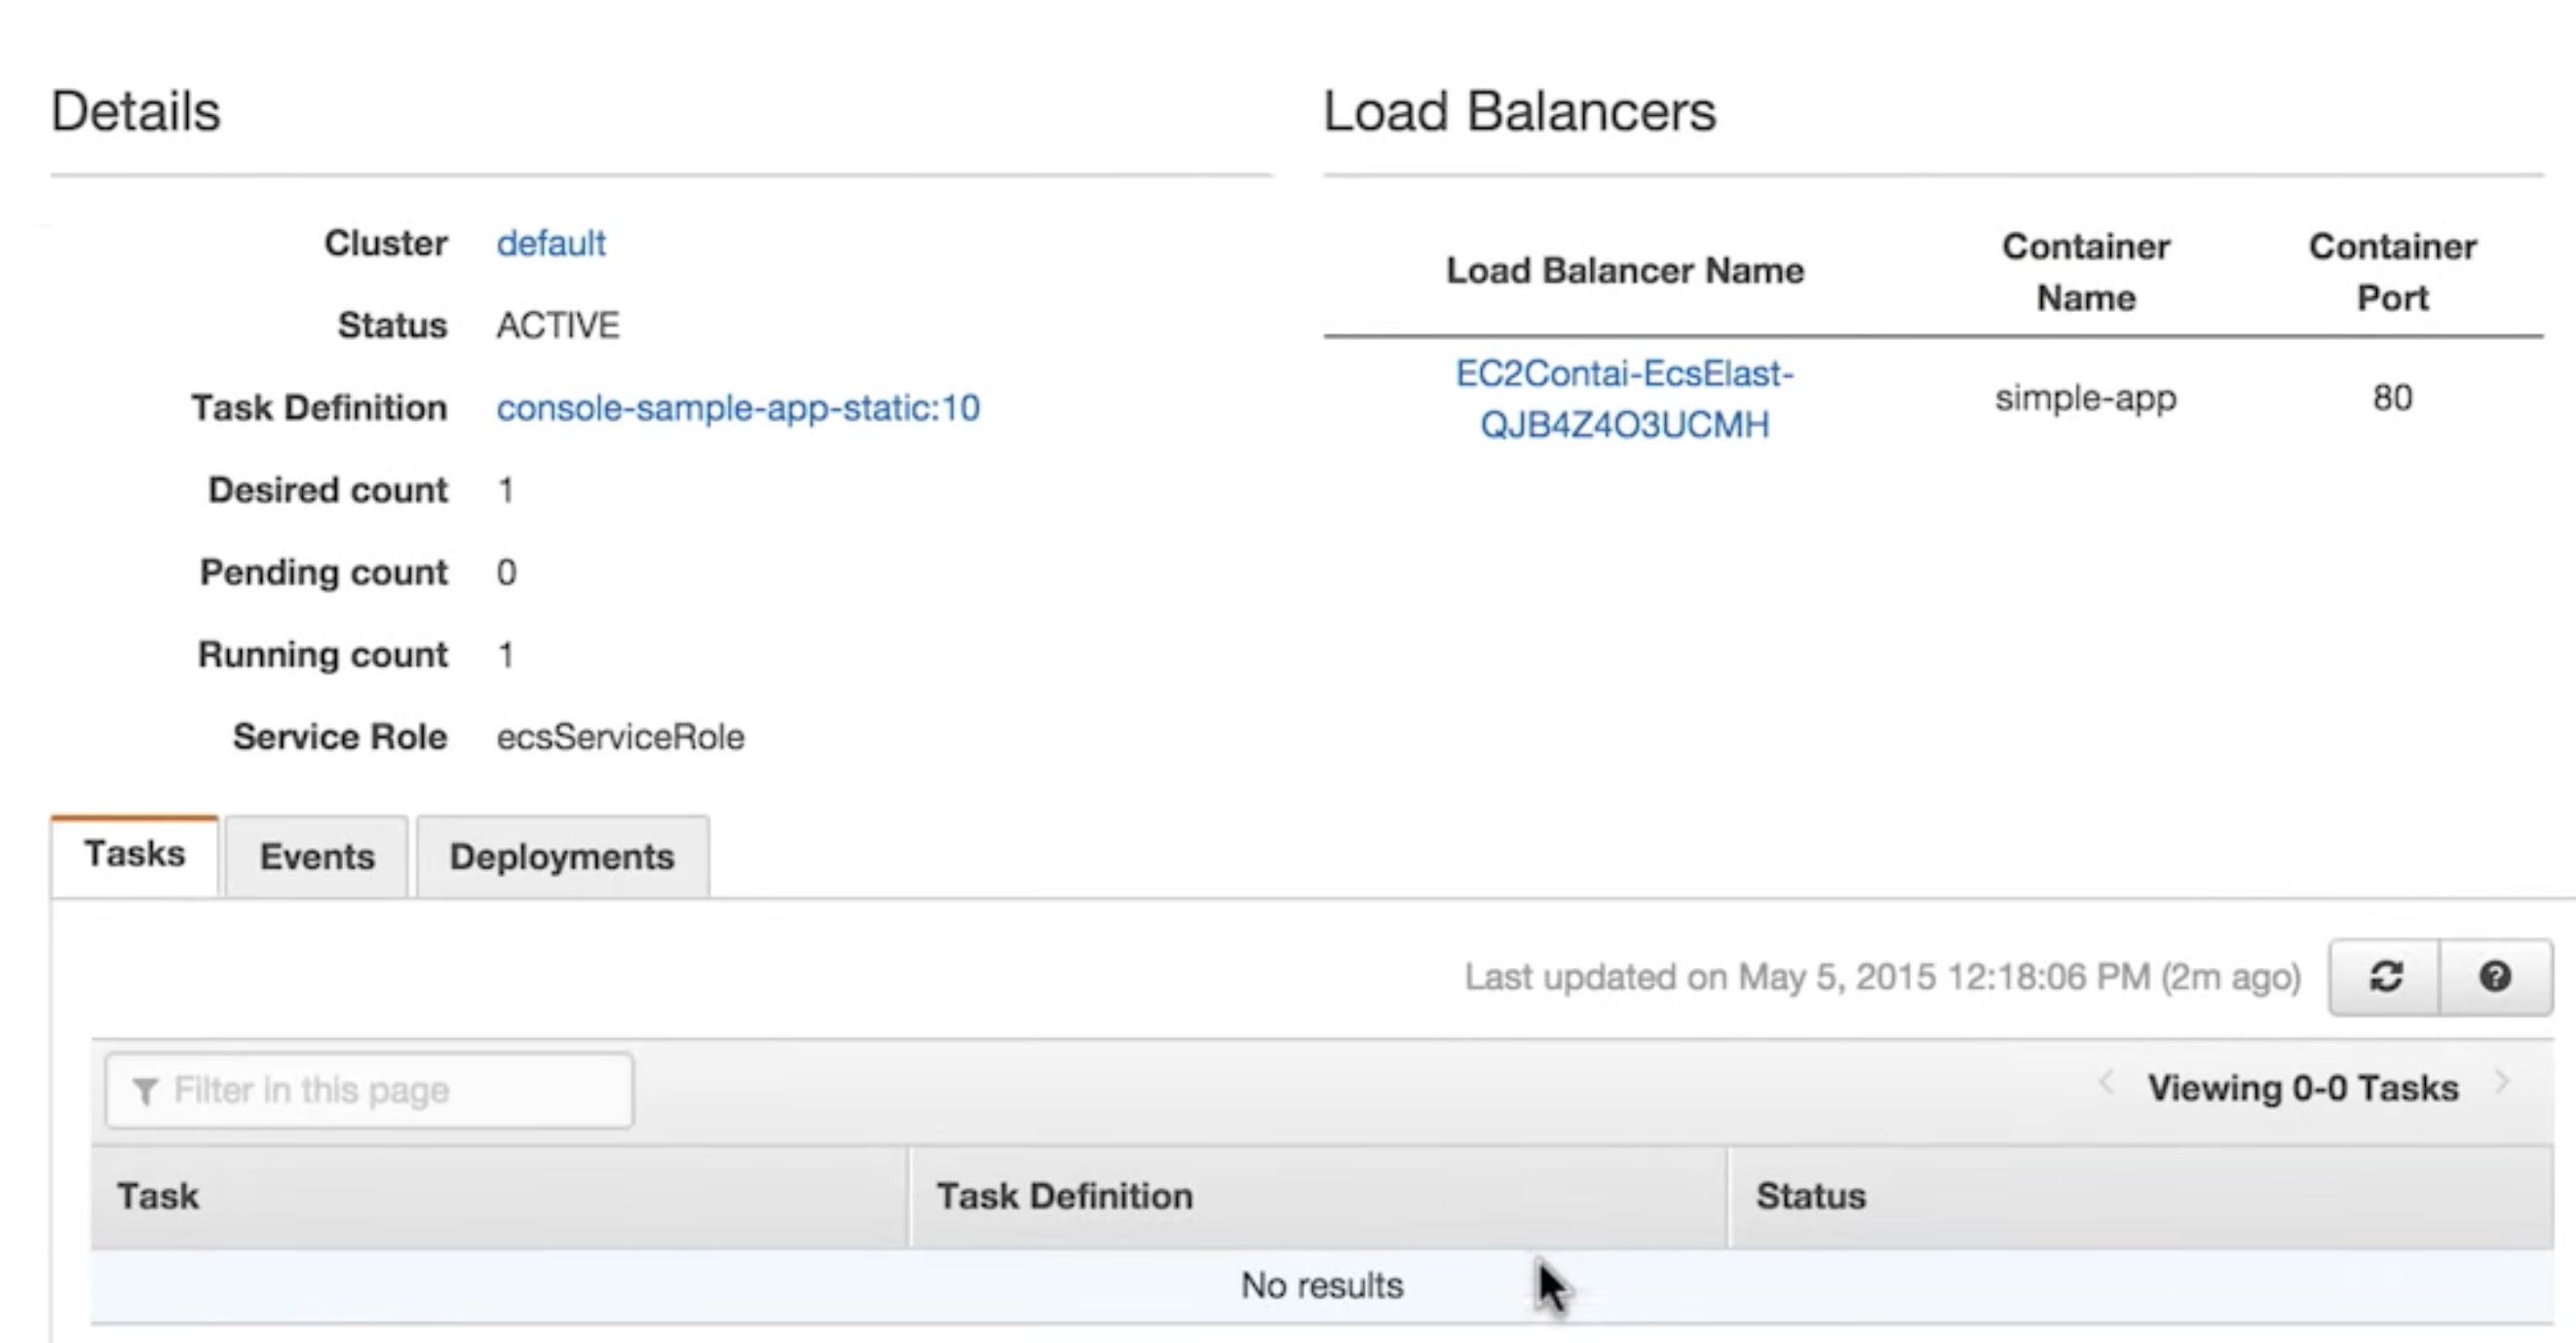 Details
Cluster default
Status ACTIVE
Task Definition console-sample-app-static:10
Desired count 1
Pending count 0
Running count 1
Service Role ecsServiceRole
Load Balancers
Load Balancer Name Container Name Container Port
EC2Contai-EcsElast-
QJB4Z4O3UCMH simple-app 80
Tasks Events Deployments
Last updated on May 5, 2015 12:18:06 PM (2m ago)
Filter in this page
Viewing 0-0 Tasks
Task Task Definition Status
No results